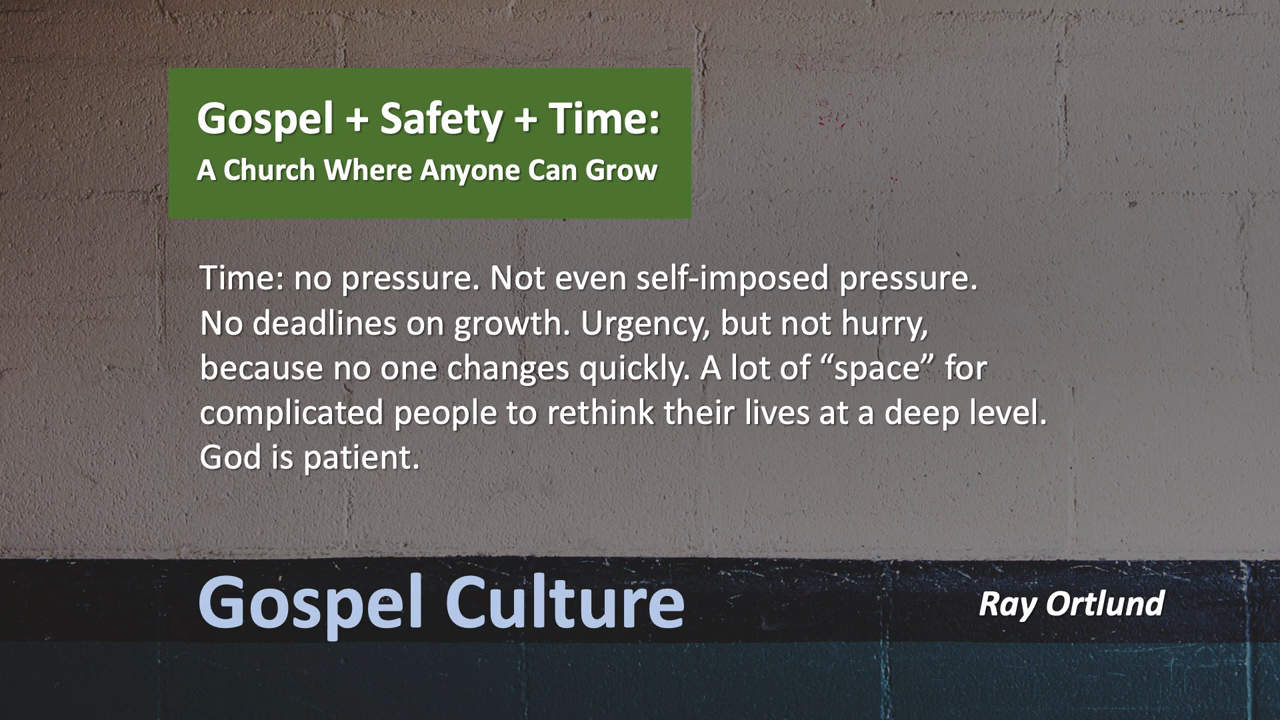 Gospel + Safety + Time:
A Church Where Anyone Can Grow
Time: no pressure. Not even self-imposed pressure.
No deadlines on growth. Urgency, but not hurry,
because no one changes quickly. A lot of “space” for
complicated people to rethink their lives at a deep level.
God is patient.
Gospel Culture
Ray Ortlund